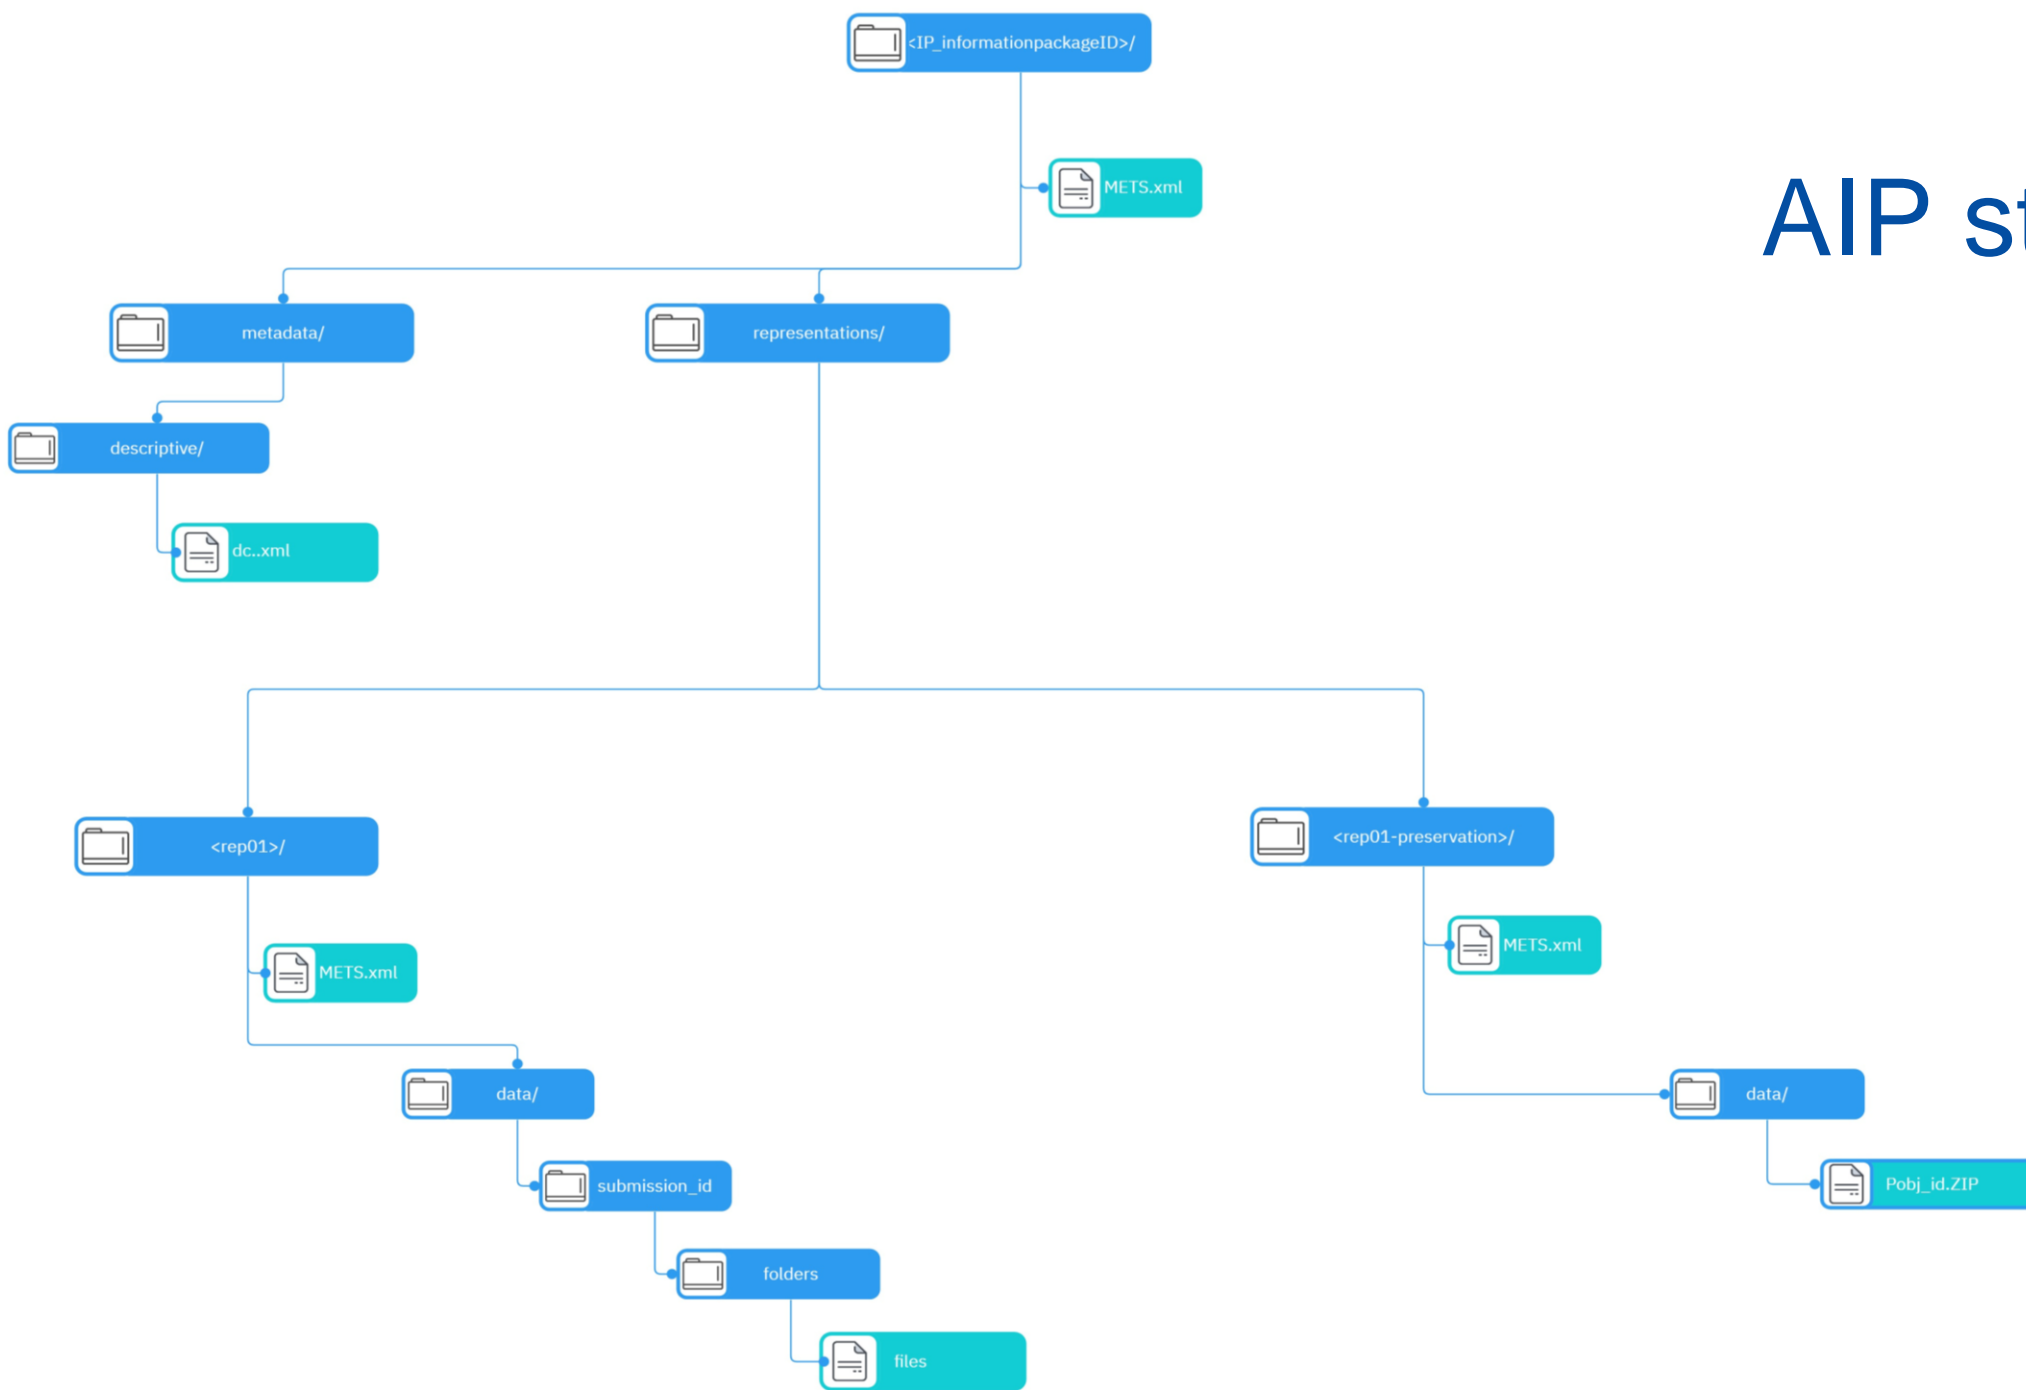 <IP_informationpackageID>/
METS.xml
AIP st
metadata/
representations/
descriptive/
dc..xml
<rep01>/
<rep01-preservation>/
METS.xml
METS.xml
data/
data/
submission_id
Pobj_id.ZIP
folders
files